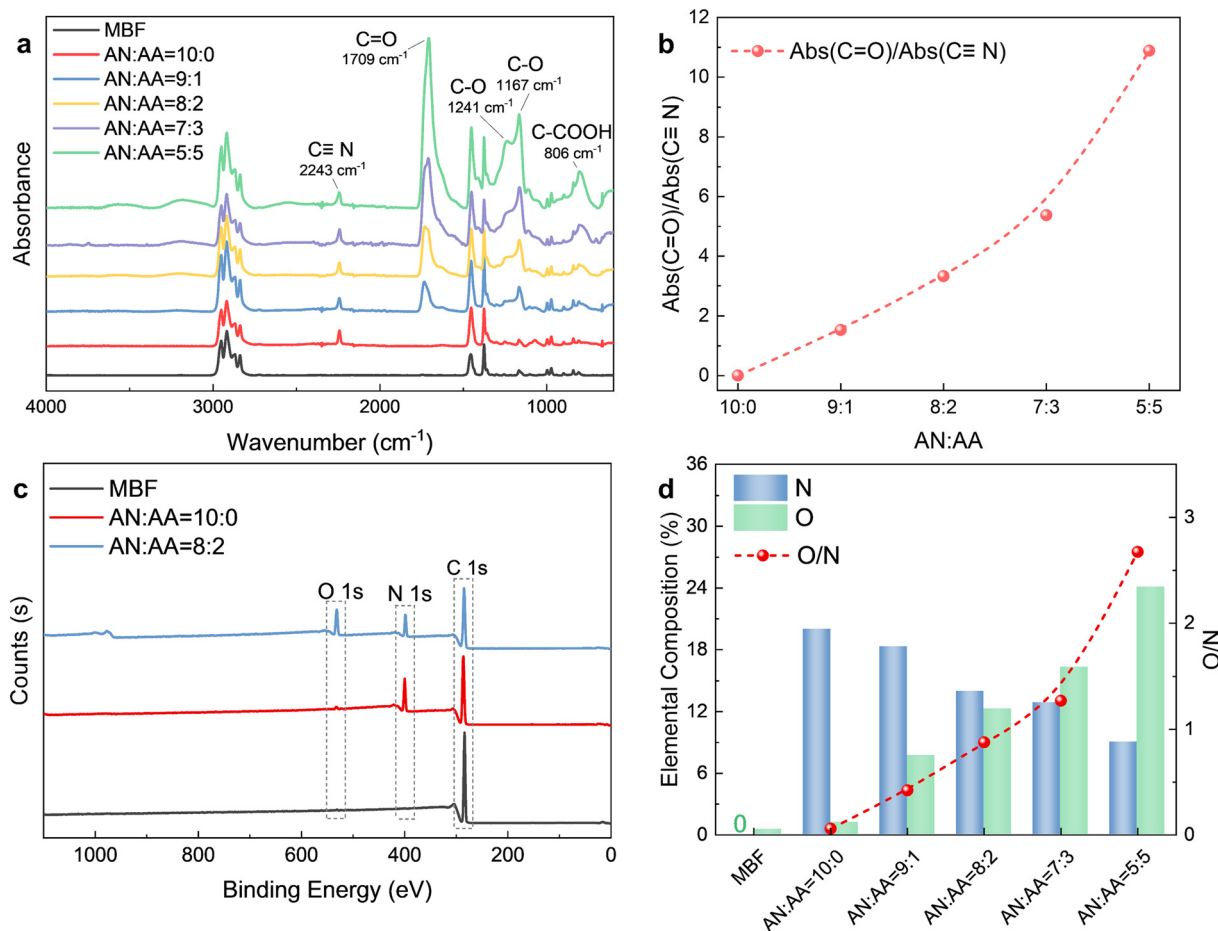 a
MBF
AN:AA=10:0
AN:AA=9:1
AN:AA=8:2
AN:AA=7:3
AN:AA=5:5
C≡ N
2243 cm-1
C=O
1709 cm-1
C-O
1241 cm-1
C-O
1167 cm-1
C-COOH
806 cm-1
Absorbance
4000 3000 2000 1000
Wavenumber (cm-1)
b
Abs(C=O)/Abs(C≡ N)
12
10
8
6
4
2
0
Abs(C=O)/Abs(C≡ N)
10:0 9:1 8:2 7:3 5:5
AN:AA
c
MBF
AN:AA=10:0
AN:AA=8:2
O 1s N 1s C 1s
Counts (s)
1000 800 600 400 200 0
Binding Energy (eV)
d
N
O
O/N
36
30
24
18
12
6
0
Elemental Composition (%)
0
3
2
1
0
O/N
MBF
AN:AA=10:0
AN:AA=9:1
AN:AA=8:2
AN:AA=7:3
AN:AA=5:5